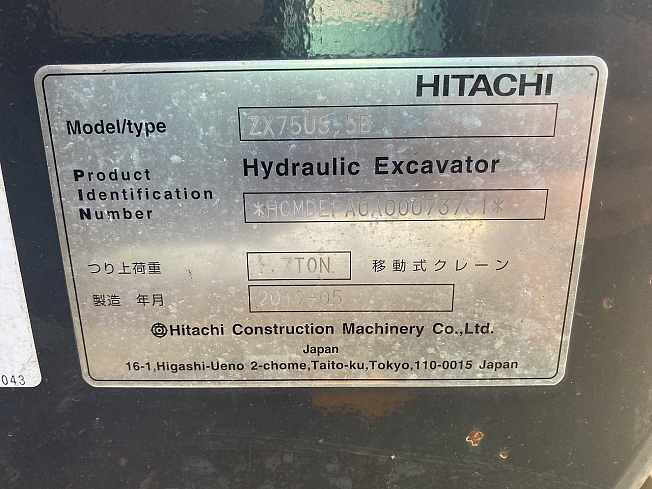 HITACHI
Model/type ZX75US-5B
Product Identification Number
Hydraulic Excavator
つり上荷重 移動式クレーン
製造 年月
Hitachi Construction Machinery Co.,Ltd.
Japan
16-1,Higashi-Ueno 2-chome,Taito-ku,Tokyo,110-0015 Japan
043